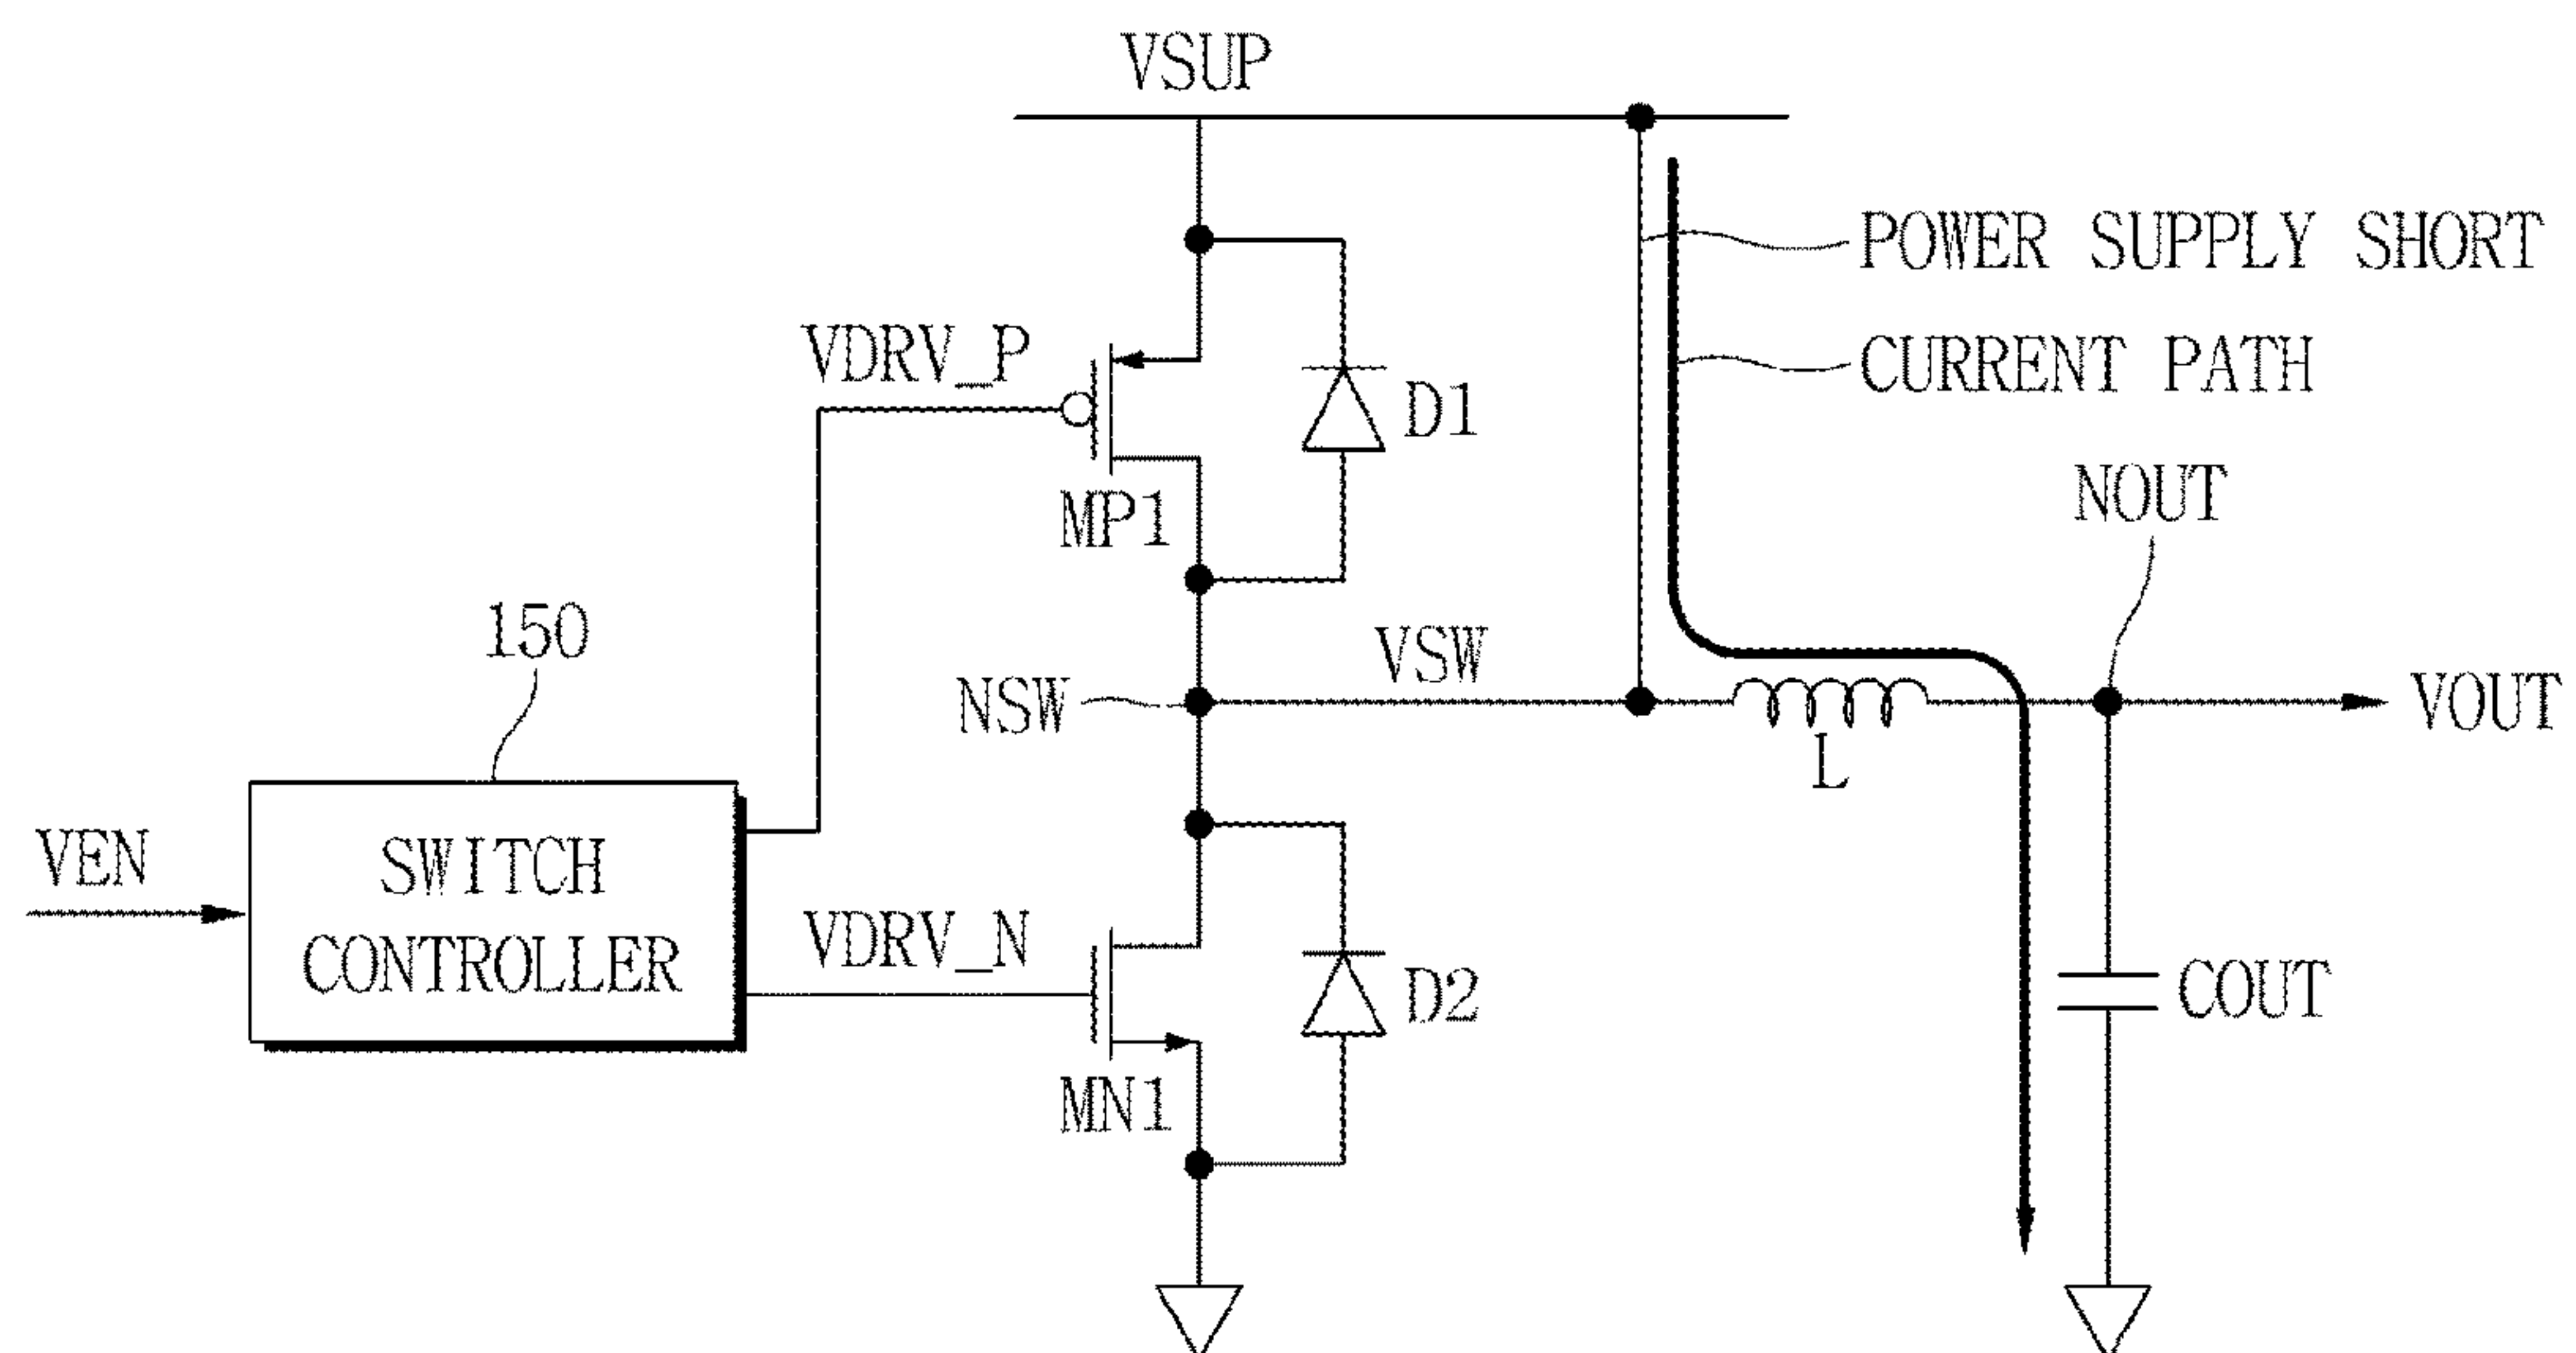 VSUP
POWER SUPPLY SHORT
VDRV_P
CURRENT PATH
D1
NOUT
MP1
150
VSW
NSW
VOUT
L
VEN
SWITCH
CONTROLLER
VDRV_N
D2
COUT
MN1